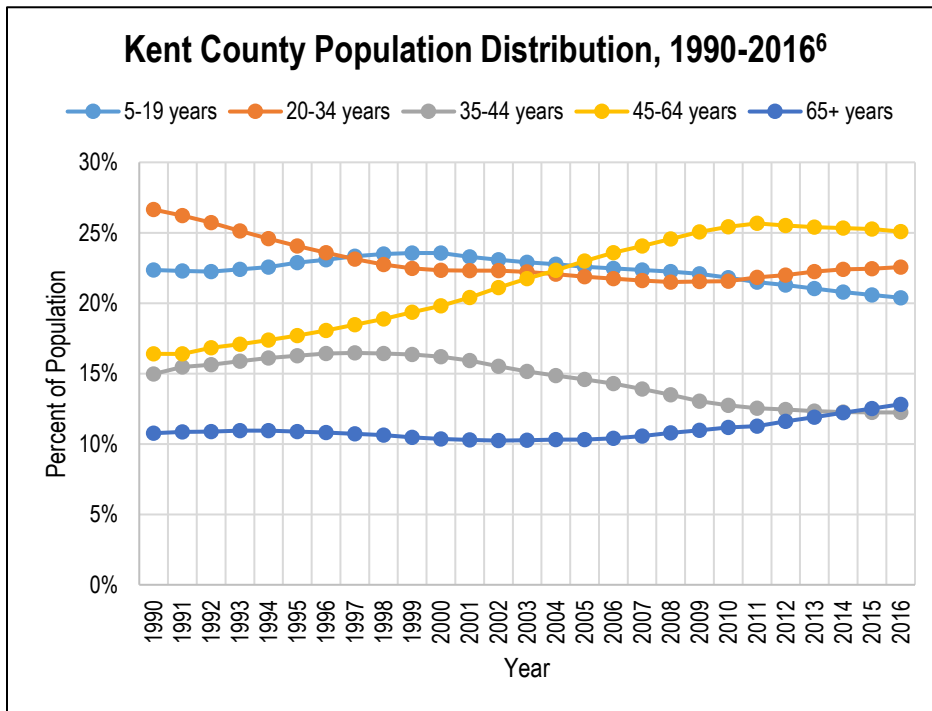 Kent County Population Distribution, 1990-2016⁶
5-19 years 20-34 years 35-44 years 45-64 years 65+ years
30%
25%
20%
15%
10%
5%
0%
Percent of Population
1990 1991 1992 1993 1994 1995 1996 1997 1998 1999 2000 2001 2002 2003 2004 2005 2006 2007 2008 2009 2010 2011 2012 2013 2014 2015 2016
Year